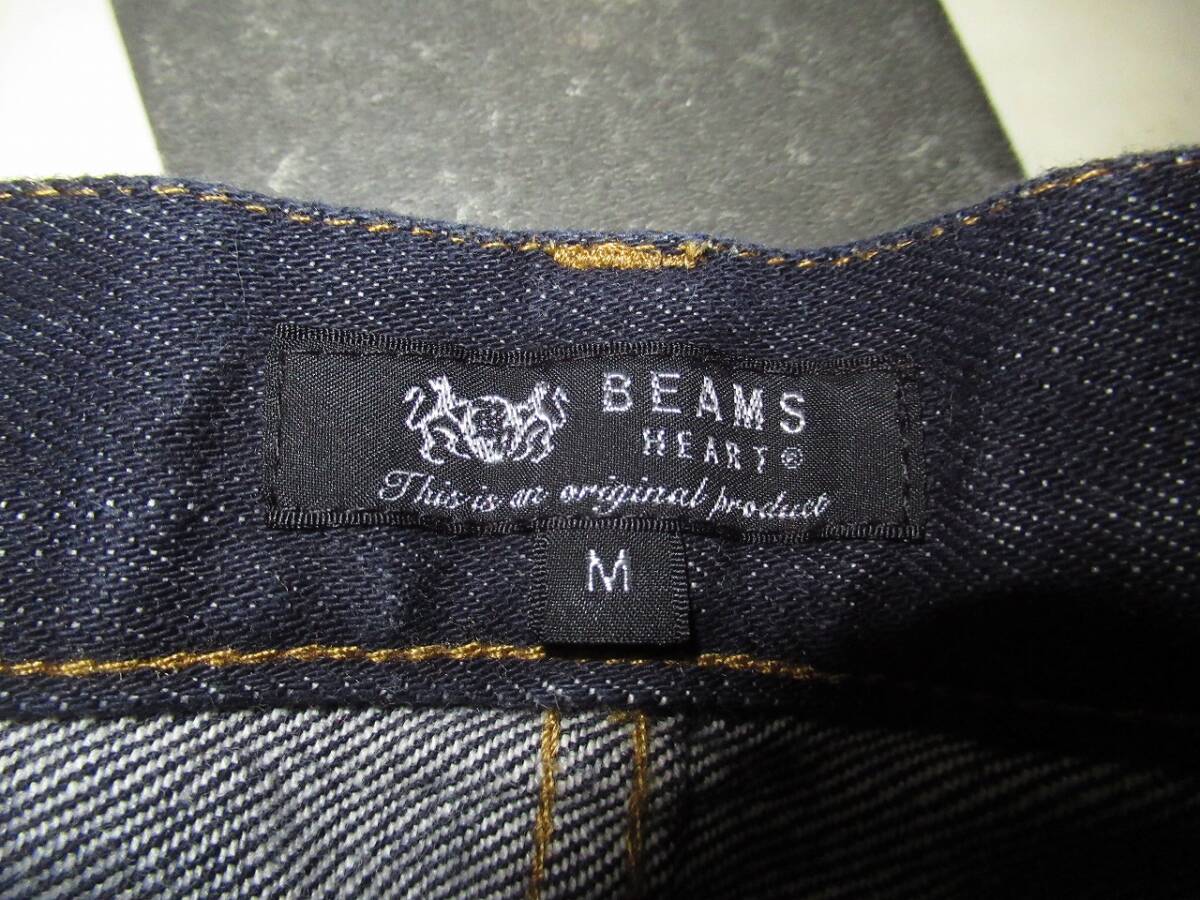 BEAMS
HEART®
This is an original product
M